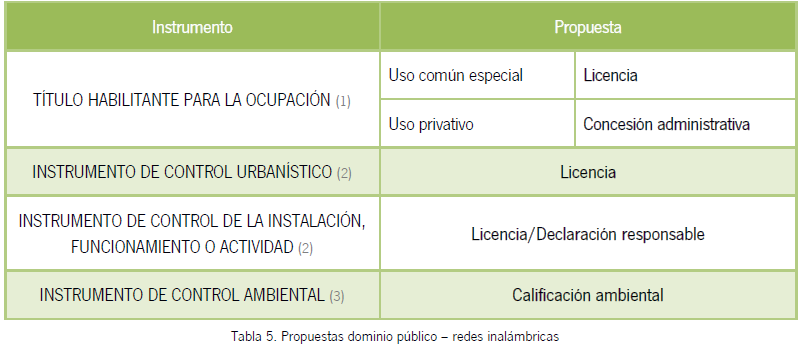 Instrumento
Propuesta
TÍTULO HABILITANTE PARA LA OCUPACIÓN (1)
Uso común especial
Licencia
Uso privativo
Concesión administrativa
INSTRUMENTO DE CONTROL URBANÍSTICO (2)
Licencia
INSTRUMENTO DE CONTROL DE LA INSTALACIÓN,
FUNCIONAMIENTO O ACTIVIDAD (2)
Licencia/Declaración responsable
INSTRUMENTO DE CONTROL AMBIENTAL (3)
Calificación ambiental
Tabla 5. Propuestas dominio público – redes inalámbricas